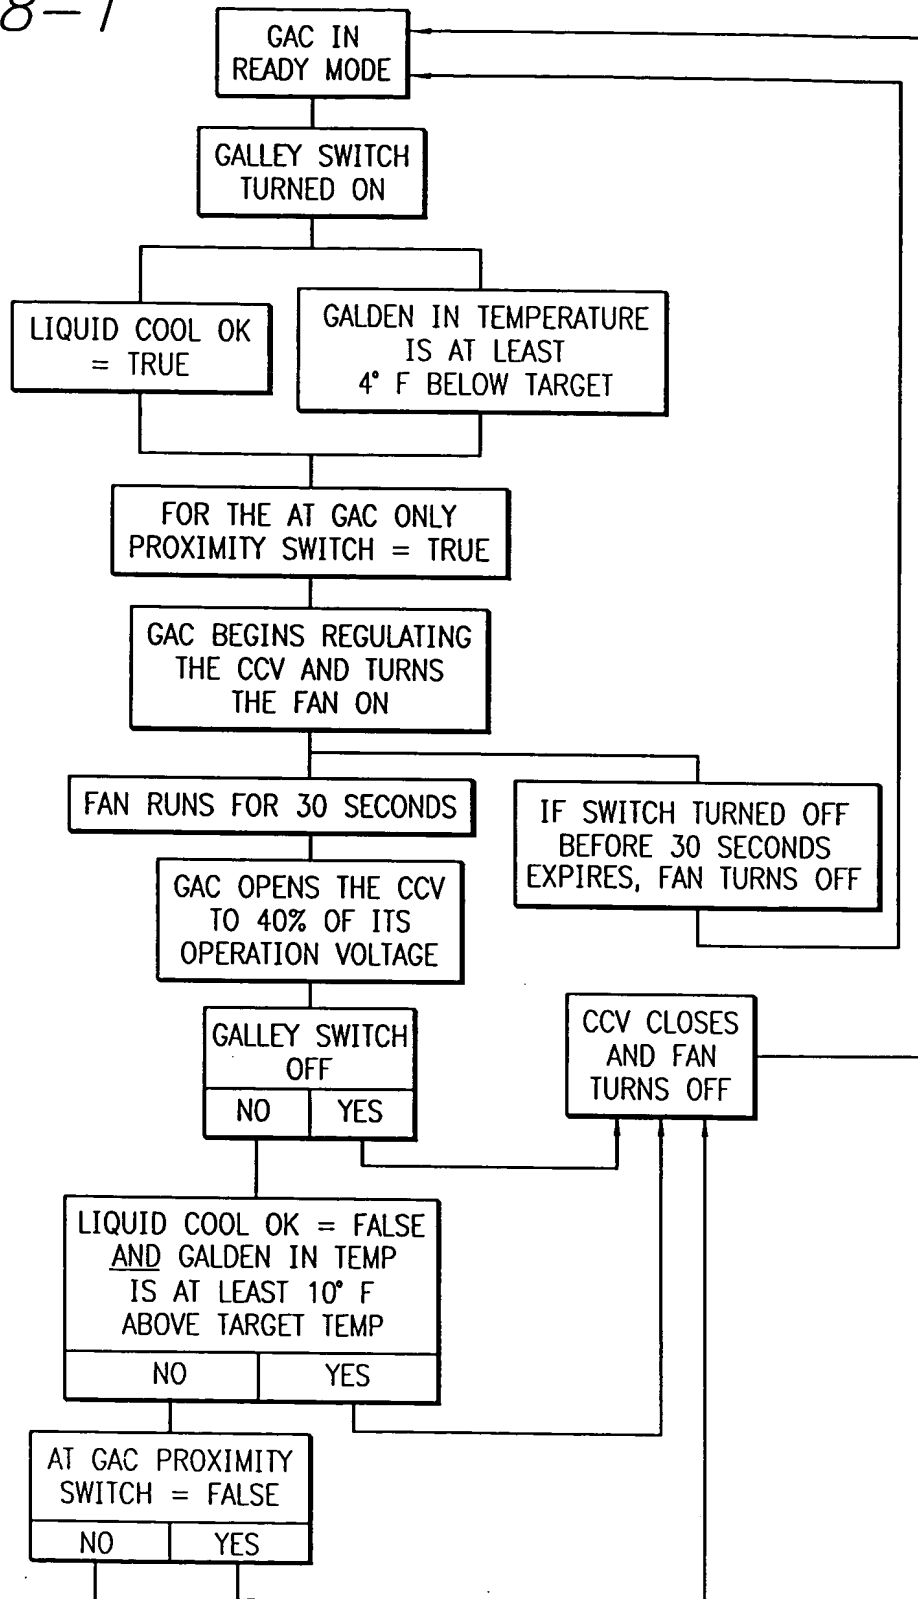 8-1
GAC IN
READY MODE
GALLEY SWITCH
TURNED ON
LIQUID COOL OK
= TRUE
GALDEN IN TEMPERATURE
IS AT LEAST
4° F BELOW TARGET
FOR THE AT GAC ONLY
PROXIMITY SWITCH = TRUE
GAC BEGINS REGULATING
THE CCV AND TURNS
THE FAN ON
FAN RUNS FOR 30 SECONDS
IF SWITCH TURNED OFF
BEFORE 30 SECONDS
EXPIRES, FAN TURNS OFF
GAC OPENS THE CCV
TO 40% OF ITS
OPERATION VOLTAGE
GALLEY SWITCH
OFF
NO YES
CCV CLOSES
AND FAN
TURNS OFF
LIQUID COOL OK = FALSE
AND GALDEN IN TEMP
IS AT LEAST 10° F
ABOVE TARGET TEMP
NO YES
AT GAC PROXIMITY
SWITCH = FALSE
NO YES